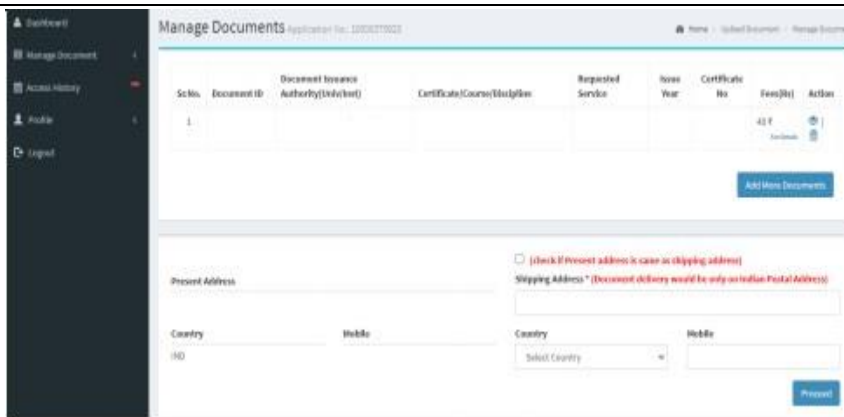 Dashboard
Manage Document
Access History
Profile
Logout
Manage Documents Application No.
Home / Upload Document / Manage Docume
Sr.No. Document ID Document Issuance Authority(Univ/Inst) Certificate/Course/Discipline Requested Service Issue Year Certificate No Fees(Rs) Action
1
Add More Documents
(check if Present address is same as shipping address)
Present Address
Shipping Address * (Document delivery would be only on Indian Postal Address)
Country Mobile Country Mobile
IND Select Country
Proceed